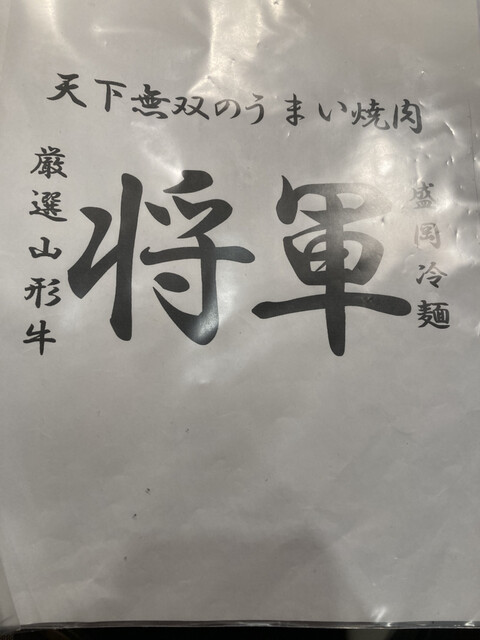 天下無双のうまい焼肉
将軍
厳選山形牛
盛岡冷麺